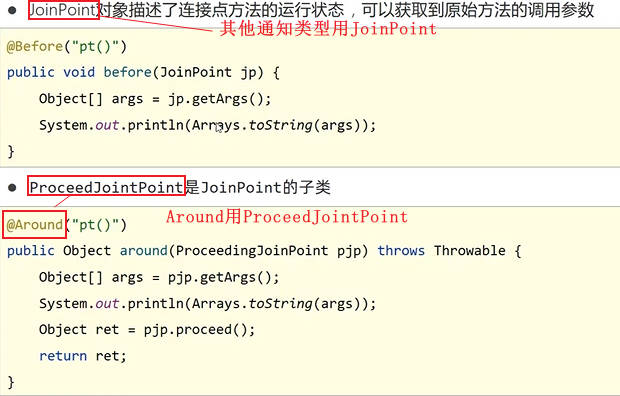 ● JoinPoint对象描述了连接点方法的运行状态，可以获取到原始方法的调用参数
其他通知类型用JoinPoint
@Before("pt()")
public void before(JoinPoint jp) {
    Object[] args = jp.getArgs();
    System.out.println(Arrays.toString(args));
}
● ProceedJointPoint是JoinPoint的子类
Around用ProceedJointPoint
@Around("pt()")
public Object around(ProceedingJoinPoint pjp) throws Throwable {
    Object[] args = pjp.getArgs();
    System.out.println(Arrays.toString(args));
    Object ret = pjp.proceed();
    return ret;
}